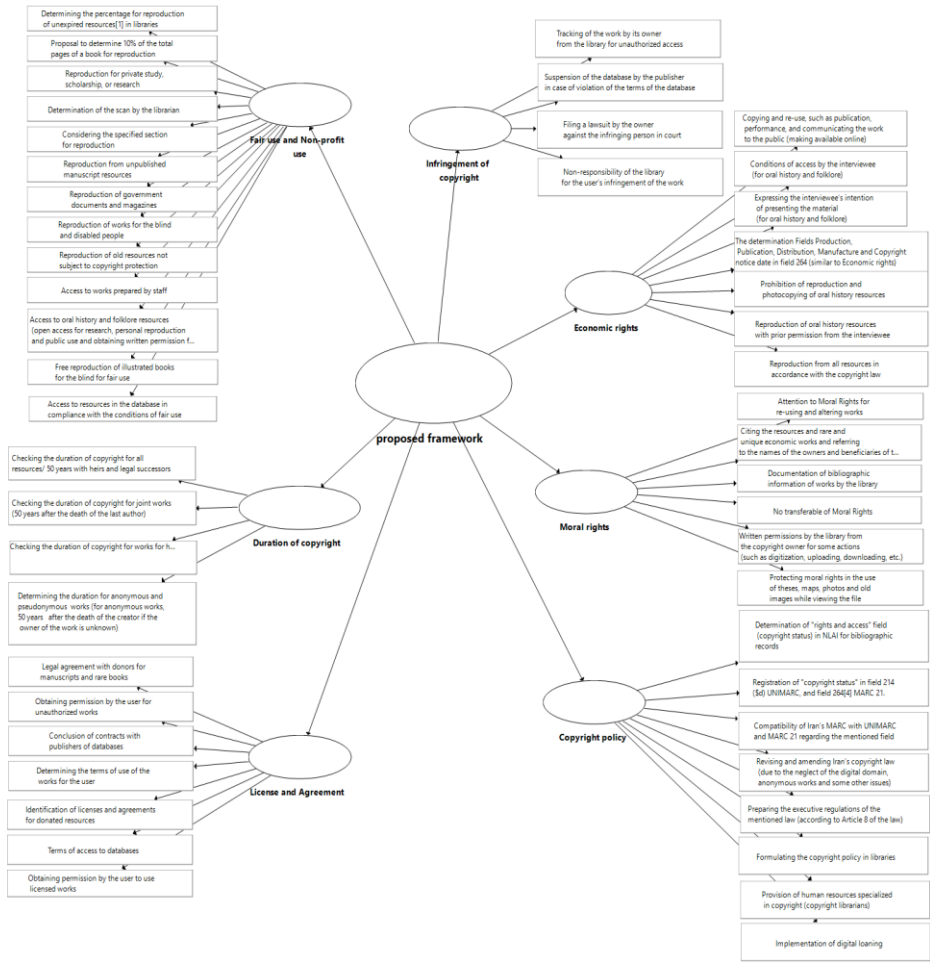 Determining the percentage for reproduction
of unexpired resources[1] in libraries
Proposal to determine 10% of the total
pages of a book for reproduction
Reproduction for private study,
scholarship, or research
Determination of the scan by the librarian
Considering the specified section
for reproduction
Reproduction from unpublished
manuscript resources
Reproduction of government
documents and magazines
Reproduction of works for the blind
and disabled people
Reproduction of old resources not
subject to copyright protection
Access to works prepared by staff
Access to oral history and folklore resources
(open access for research, personal reproduction
and public use and obtaining written permission f...
Free reproduction of illustrated books
for the blind for fair use
Access to resources in the database in
compliance with the conditions of fair use
Fair use and Non-profit
use
Tracking of the work by its owner
from the library for unauthorized access
Suspension of the database by the publisher
in case of violation of the terms of the database
Filing a lawsuit by the owner
against the infringing person in court
Non-responsibility of the library
for the user's infringement of the work
Infringement of
copyright
Copying and re-use, such as publication,
performance, and communicating the work
to the public (making available online)
Conditions of access by the interviewee
(for oral history and folklore)
Expressing the interviewee's intention
of presenting the material
(for oral history and folklore)
The determination Fields Production,
Publication, Distribution, Manufacture and Copyright
notice date in field 264 (similar to Economic rights)
Prohibition of reproduction and
photocopying of oral history resources
Reproduction of oral history resources
with prior permission from the interviewee
Reproduction from all resources in
accordance with the copyright law
Economic rights
proposed framework
Attention to Moral Rights for
re-using and altering works
Citing the resources and rare and
unique economic works and referring
to the names of the owners and beneficiaries of t...
Documentation of bibliographic
information of works by the library
No transferable of Moral Rights
Written permissions by the library from
the copyright owner for some actions
(such as digitization, uploading, downloading, etc.)
Protecting moral rights in the use
of theses, maps, photos and old
images while viewing the file
Moral rights
Checking the duration of copyright for all
resources/ 50 years with heirs and legal successors
Checking the duration of copyright for joint works
(50 years after the death of the last author)
Checking the duration of copyright for works for h...
Determining the duration for anonymous and
pseudonymous works (for anonymous works,
50 years after the death of the creator if the
owner of the work is unknown)
Duration of copyright
Legal agreement with donors for
manuscripts and rare books
Obtaining permission by the user for
unauthorized works
Conclusion of contracts with
publishers of databases
Determining the terms of use of the
works for the user
Identification of licenses and agreements
for donated resources
Terms of access to databases
Obtaining permission by the user to use
licensed works
License and Agreement
Determination of "rights and access" field
(copyright status) in NLAI for bibliographic
records
Registration of "copyright status" in field 214
($d) UNIMARC, and field 264[4] MARC 21.
Compatibility of Iran's MARC with UNIMARC
and MARC 21 regarding the mentioned field
Revising and amending Iran's copyright law
(due to the neglect of the digital domain,
anonymous works and some other issues)
Preparing the executive regulations of the
mentioned law (according to Article 8 of the law)
Formulating the copyright policy in libraries
Provision of human resources specialized
in copyright (copyright librarians)
Implementation of digital loaning
Copyright policy